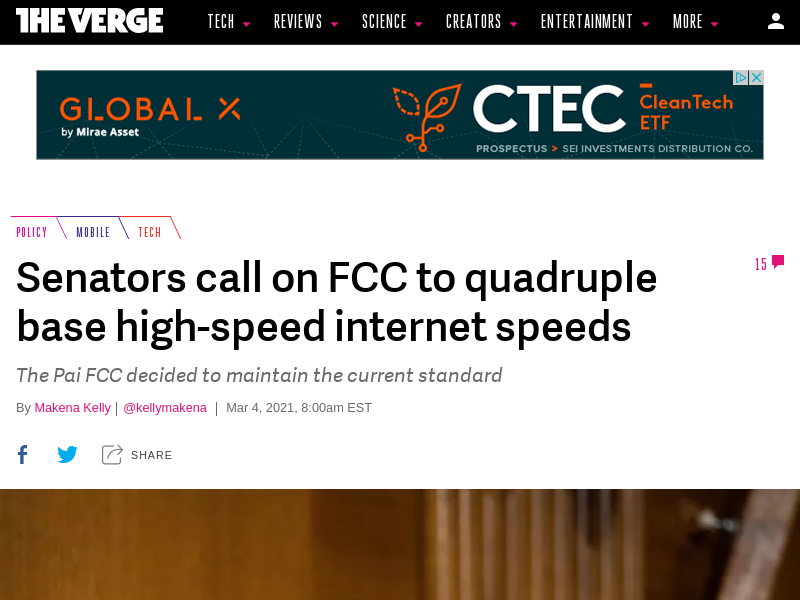 THE VERGE
TECH REVIEWS SCIENCE CREATORS ENTERTAINMENT MORE
GLOBAL X
by Mirae Asset
CTEC
CleanTech
ETF
PROSPECTUS > SEI INVESTMENTS DISTRIBUTION CO.
POLICY MOBILE TECH
Senators call on FCC to quadruple
base high-speed internet speeds
15
The Pai FCC decided to maintain the current standard
By Makena Kelly | @kellymakena | Mar 4, 2021, 8:00am EST
SHARE